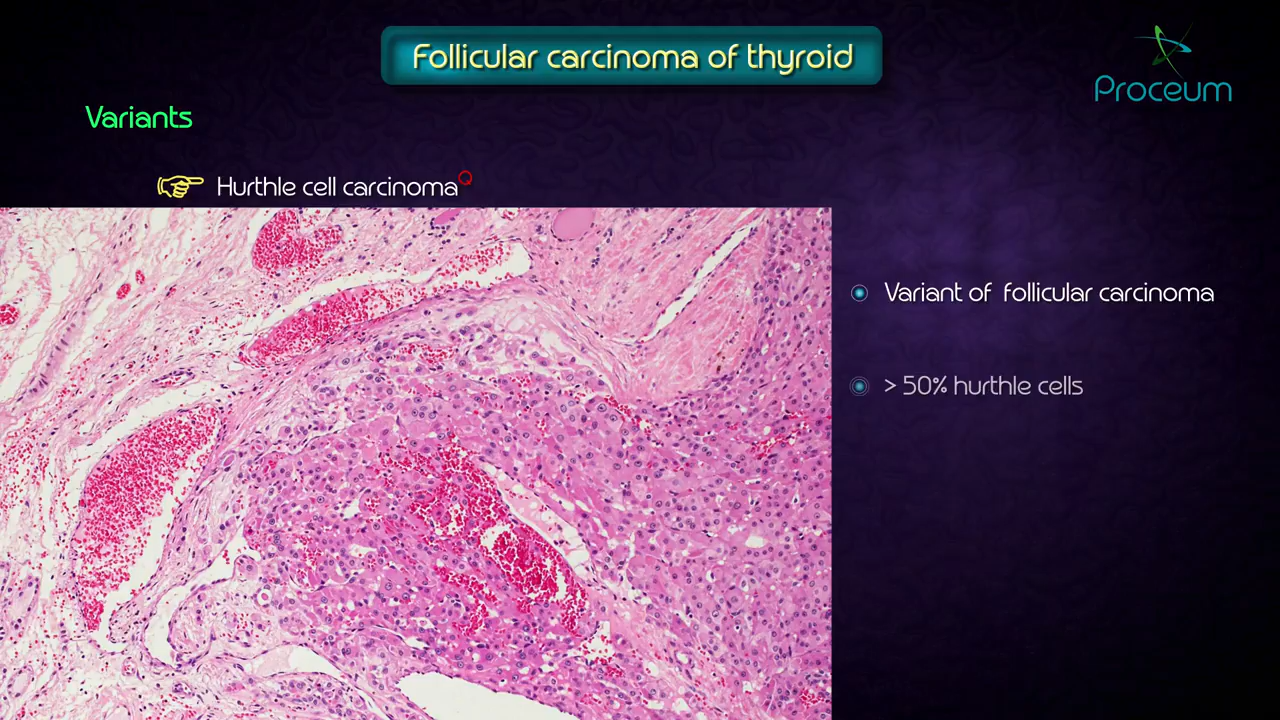 Follicular carcinoma of thyroid
Proceum
Variants
Hurthle cell carcinoma
Variant of follicular carcinoma
> 50% hurthle cells